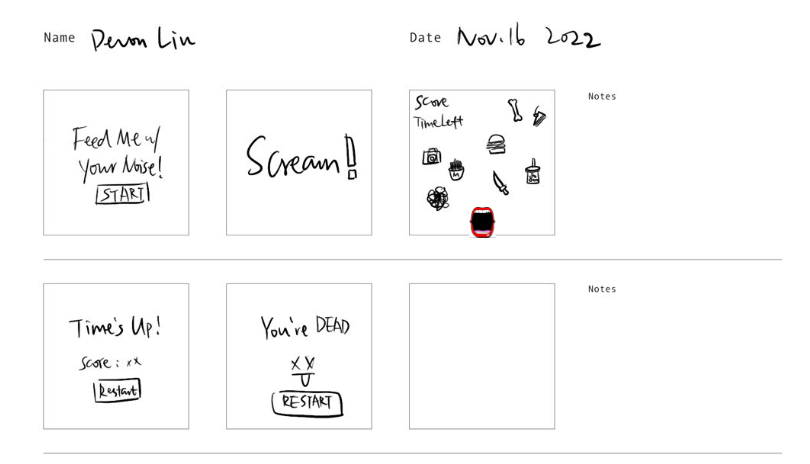 Name Devon Lin
Date Nov. 16 2022
Feed Me w/
Your Noise!
START
Scream!
Score
Time Left
M
Notes
Time's Up!
Score: xx
Restart
You're DEAD
X X
RESTART
Notes